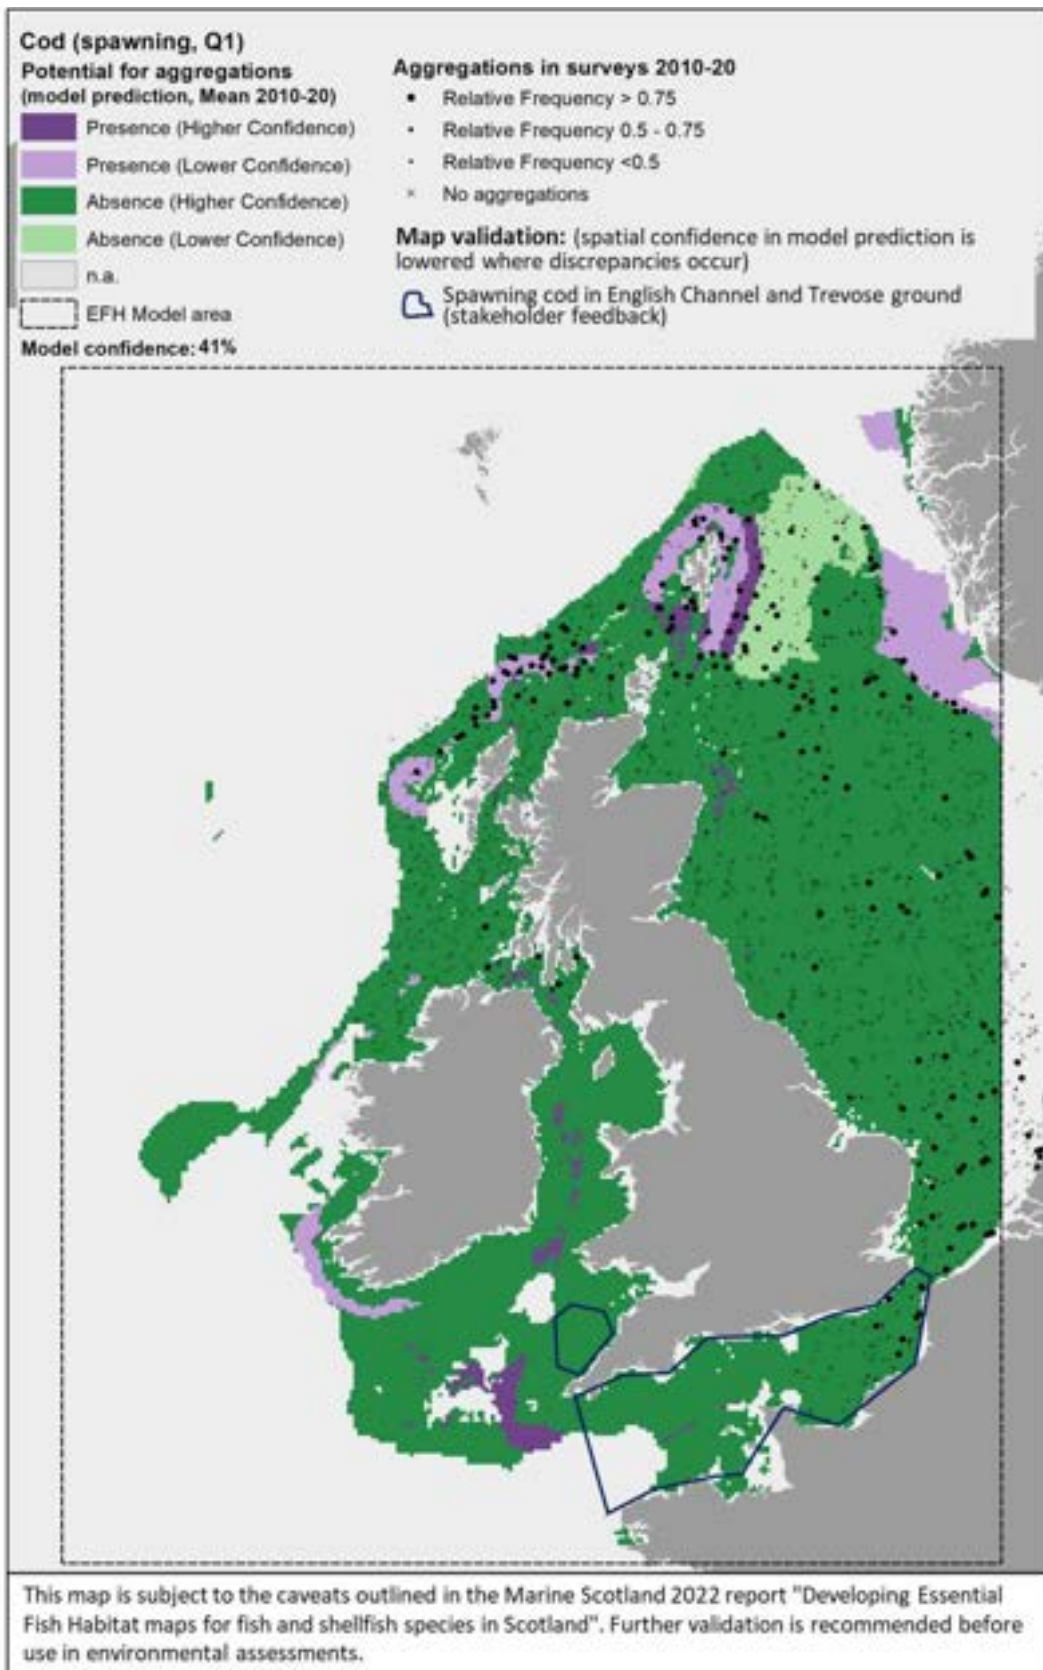 Cod (spawning, Q1)
Potential for aggregations
(model prediction, Mean 2010-20)
Presence (Higher Confidence)
Presence (Lower Confidence)
Absence (Higher Confidence)
Absence (Lower Confidence)
n.a.
EFH Model area
Model confidence: 41%
Aggregations in surveys 2010-20
Relative Frequency > 0.75
Relative Frequency 0.5 - 0.75
Relative Frequency <0.5
No aggregations
Map validation: (spatial confidence in model prediction is
lowered where discrepancies occur)
Spawning cod in English Channel and Trevose ground
(stakeholder feedback)
This map is subject to the caveats outlined in the Marine Scotland 2022 report "Developing Essential
Fish Habitat maps for fish and shellfish species in Scotland". Further validation is recommended before
use in environmental assessments.